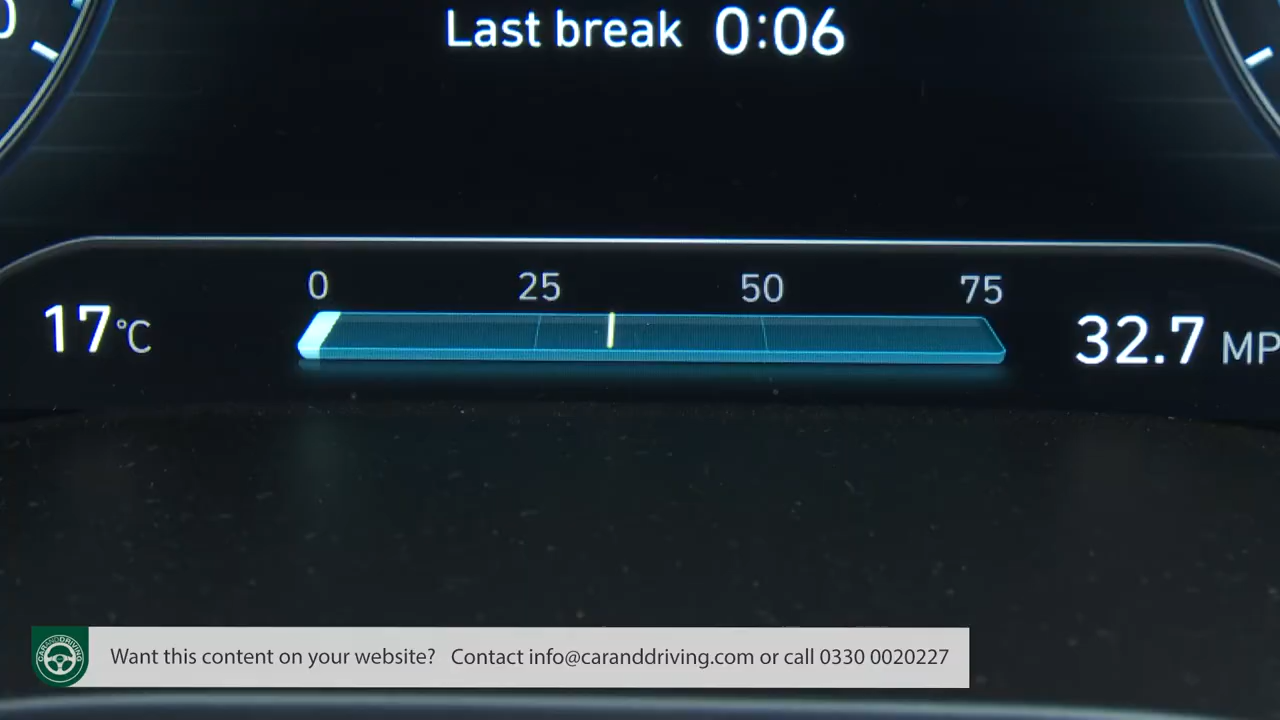 Last break 0:06
0 25 50 75
17°C
32.7 MP
CARANDDRIVING
Want this content on your website? Contact info@caranddriving.com or call 0330 0020227